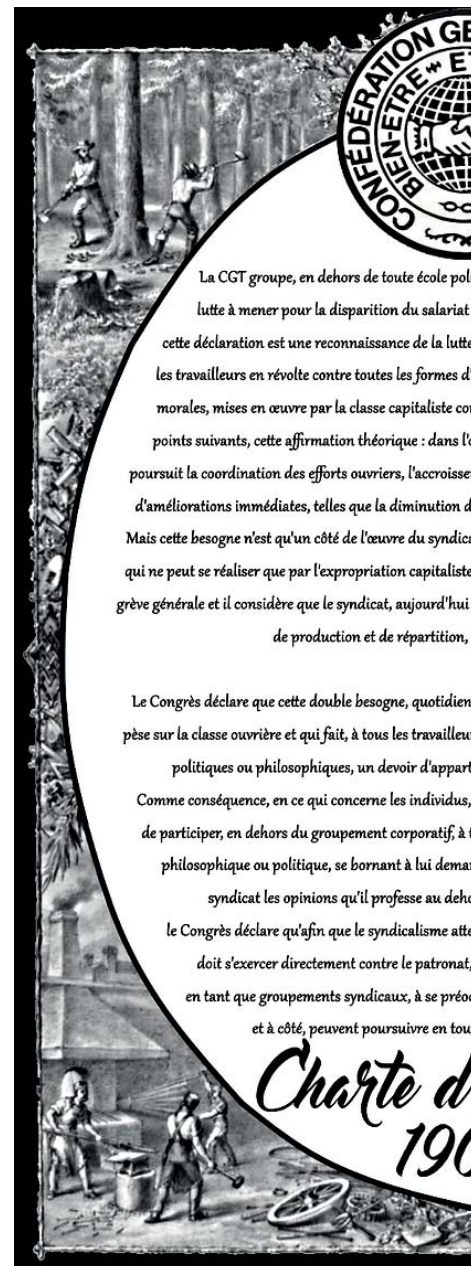 CONFÉDÉRATION GE
BIEN-ETRE * ET
La CGT groupe, en dehors de toute école pol
lutte à mener pour la disparition du salariat
cette déclaration est une reconnaissance de la lutte
les travailleurs en révolte contre toutes les formes d'
morales, mises en œuvre par la classe capitaliste co
points suivants, cette affirmation théorique : dans l'
poursuit la coordination des efforts ouvriers, l'accroisse
d'améliorations immédiates, telles que la diminution d
Mais cette besogne n'est qu'un côté de l'œuvre du syndica
qui ne peut se réaliser que par l'expropriation capitaliste
grève générale et il considère que le syndicat, aujourd'hui
de production et de répartition,
Le Congrès déclare que cette double besogne, quotidien
pèse sur la classe ouvrière et qui fait, à tous les travailleu
politiques ou philosophiques, un devoir d'appart
Comme conséquence, en ce qui concerne les individus,
de participer, en dehors du groupement corporatif, à
philosophique ou politique, se bornant à lui dema
syndicat les opinions qu'il professe au deho
le Congrès déclare qu'afin que le syndicalisme atte
doit s'exercer directement contre le patronat,
en tant que groupements syndicaux, à se préo
et à côté, peuvent poursuivre en tou
Charte d
190